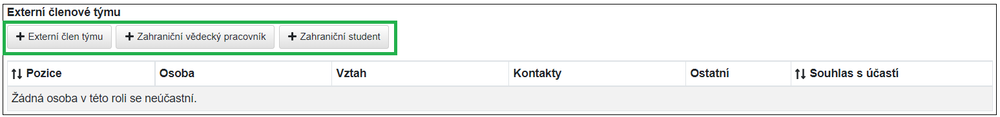 Externí členové týmu
+ Externí člen týmu + Zahraniční vědecký pracovník + Zahraniční student
Pozice Osoba Vztah Kontakty Ostatní Souhlas s účastí
Žádná osoba v této roli se neúčastní.